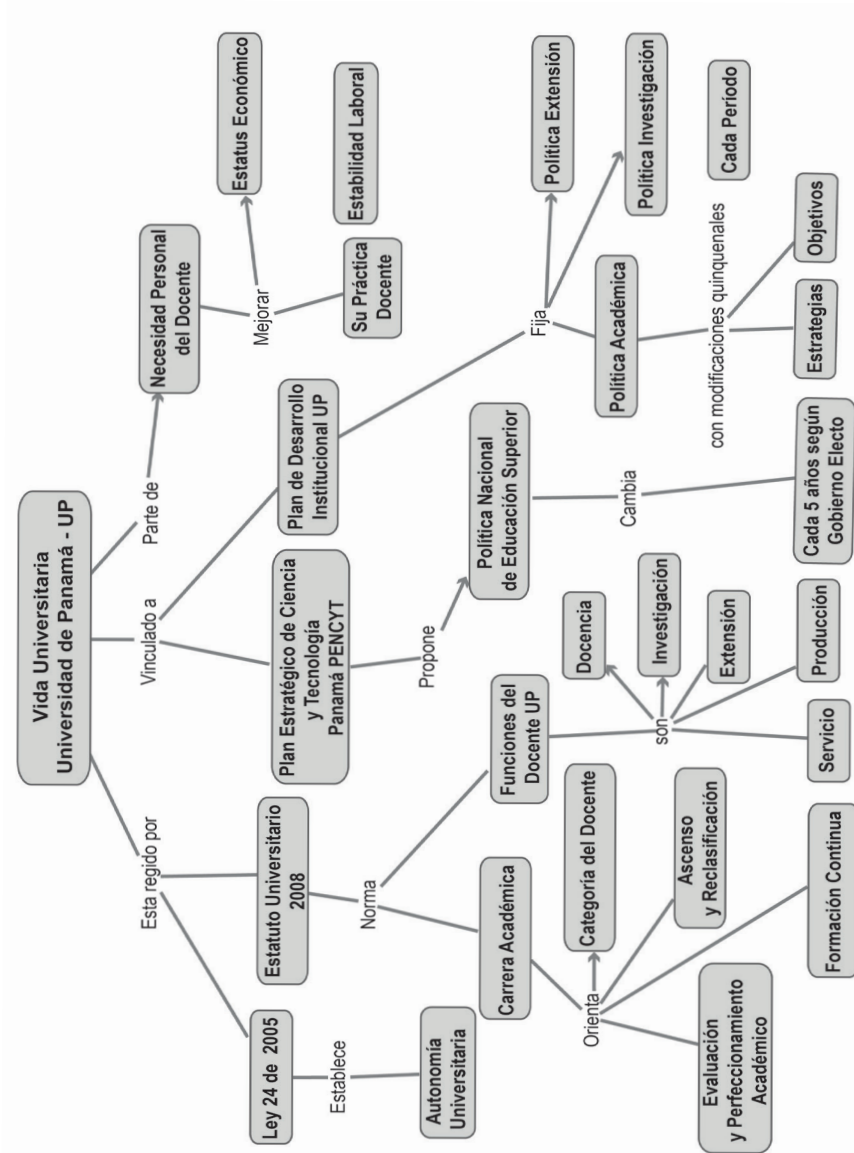 Vida Universitaria
Universidad de Panamá - UP
Esta regido por
Ley 24 de 2005
Establece
Autonomía
Universitaria
Estatuto Universitario
2008
Norma
Carrera Académica
Orienta
Evaluación
y Perfeccionamiento
Académico
Formación Continua
Ascenso
y Reclasificación
Categoría del Docente
Funciones del
Docente UP
son
Servicio
Producción
Extensión
Investigación
Docencia
Vinculado a
Plan Estratégico de Ciencia
y Tecnología
Panamá PENCYT
Propone
Política Nacional
de Educación Superior
Cambia
Cada 5 años según
Gobierno Electo
Plan de Desarrollo
Institucional UP
Fija
Política Académica
con modificaciones quinquenales
Estrategias
Objetivos
Cada Período
Política Investigación
Política Extensión
Parte de
Necesidad Personal
del Docente
Mejorar
Su Práctica
Docente
Estabilidad Laboral
Estatus Económico